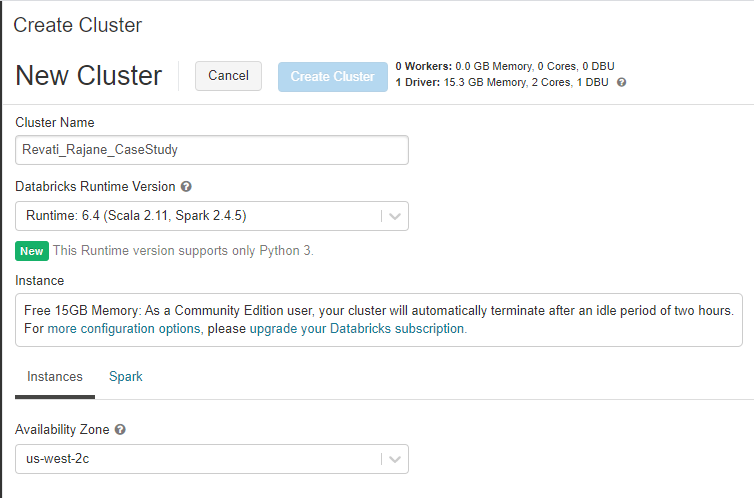 Create Cluster
New Cluster
Cancel
Create Cluster
0 Workers: 0.0 GB Memory, 0 Cores, 0 DBU
1 Driver: 15.3 GB Memory, 2 Cores, 1 DBU ?
Cluster Name
Revati_Rajane_CaseStudy
Databricks Runtime Version ?
Runtime: 6.4 (Scala 2.11, Spark 2.4.5)
New This Runtime version supports only Python 3.
Instance
Free 15GB Memory: As a Community Edition user, your cluster will automatically terminate after an idle period of two hours.
For more configuration options, please upgrade your Databricks subscription.
Instances Spark
Availability Zone ?
us-west-2c